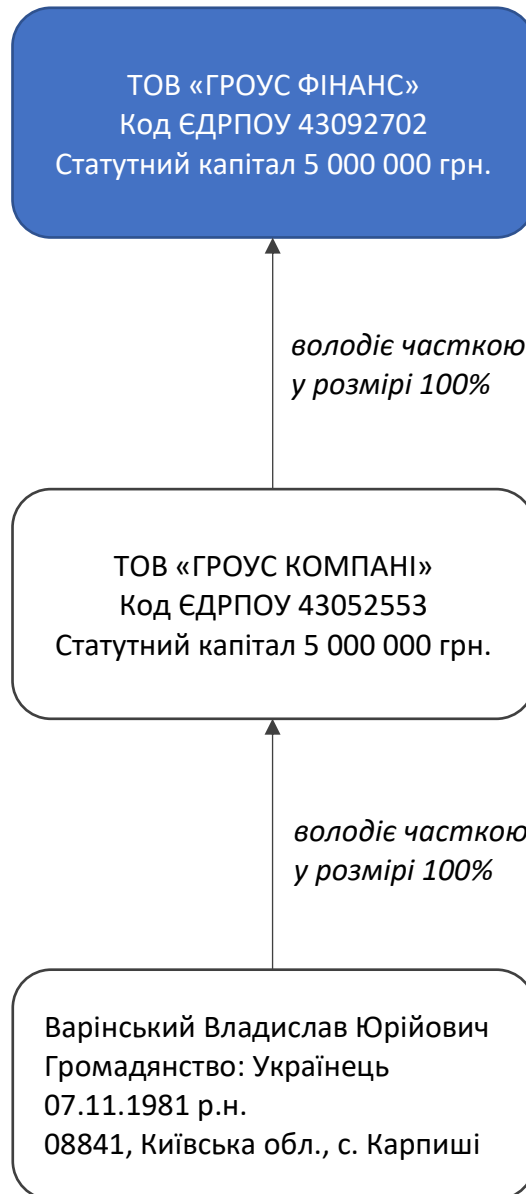 ТОВ «ГРОУС ФІНАНС»
Код ЄДРПОУ 43092702
Статутний капітал 5 000 000 грн.
володіє часткою
у розмірі 100%
ТОВ «ГРОУС КОМПАНІ»
Код ЄДРПОУ 43052553
Статутний капітал 5 000 000 грн.
володіє часткою
у розмірі 100%
Варінський Владислав Юрійович
Громадянство: Українець
07.11.1981 р.н.
08841, Київська обл., с. Карпиші